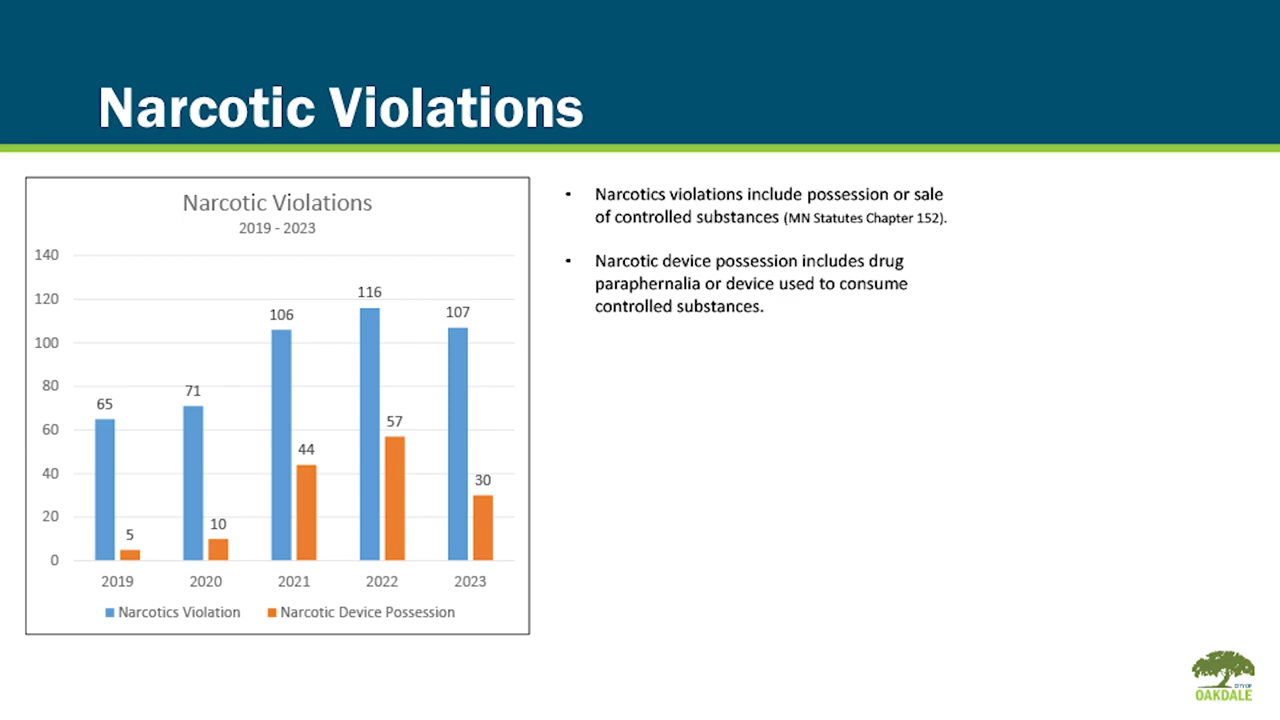 Narcotic Violations
Narcotic Violations
2019 - 2023
140
120
100
80
60
40
20
0
65
5
71
10
106
44
116
57
107
30
2019 2020 2021 2022 2023
Narcotics Violation Narcotic Device Possession
▪ Narcotics violations include possession or sale
of controlled substances (MN Statutes Chapter 152).
▪ Narcotic device possession includes drug
paraphernalia or device used to consume
controlled substances.
CITY OF
OAKDALE